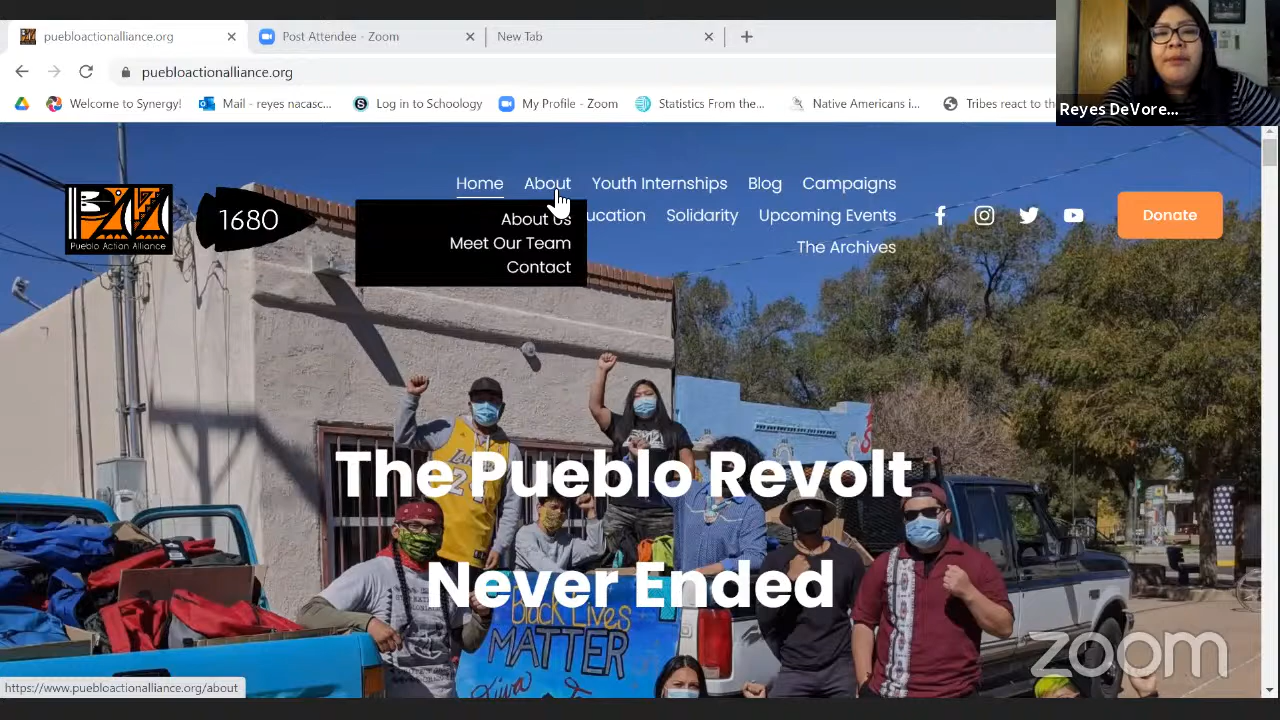 puebloactionalliance.org
Post Attendee - Zoom
New Tab
puebloactionalliance.org
Welcome to Synergy!
Mail - reyes nacasc...
Log in to Schoology
My Profile - Zoom
Statistics From the...
Native Americans i...
Tribes react to the
Reyes DeVore...
Pueblo Action Alliance
1680
Home
About
Youth Internships
Blog
Campaigns
ucation
Solidarity
Upcoming Events
The Archives
About Us
Meet Our Team
Contact
Donate
The Pueblo Revolt
Never Ended
Black Lives
MATTER
zoom
https://www.puebloactionalliance.org/about